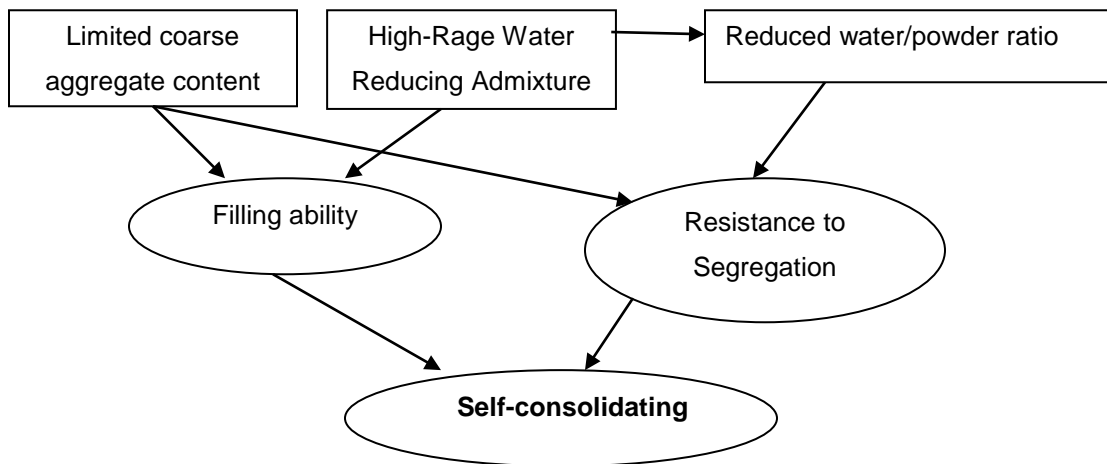 Limited coarse
aggregate content
High-Rage Water
Reducing Admixture
Reduced water/powder ratio
Filling ability
Resistance to
Segregation
Self-consolidating